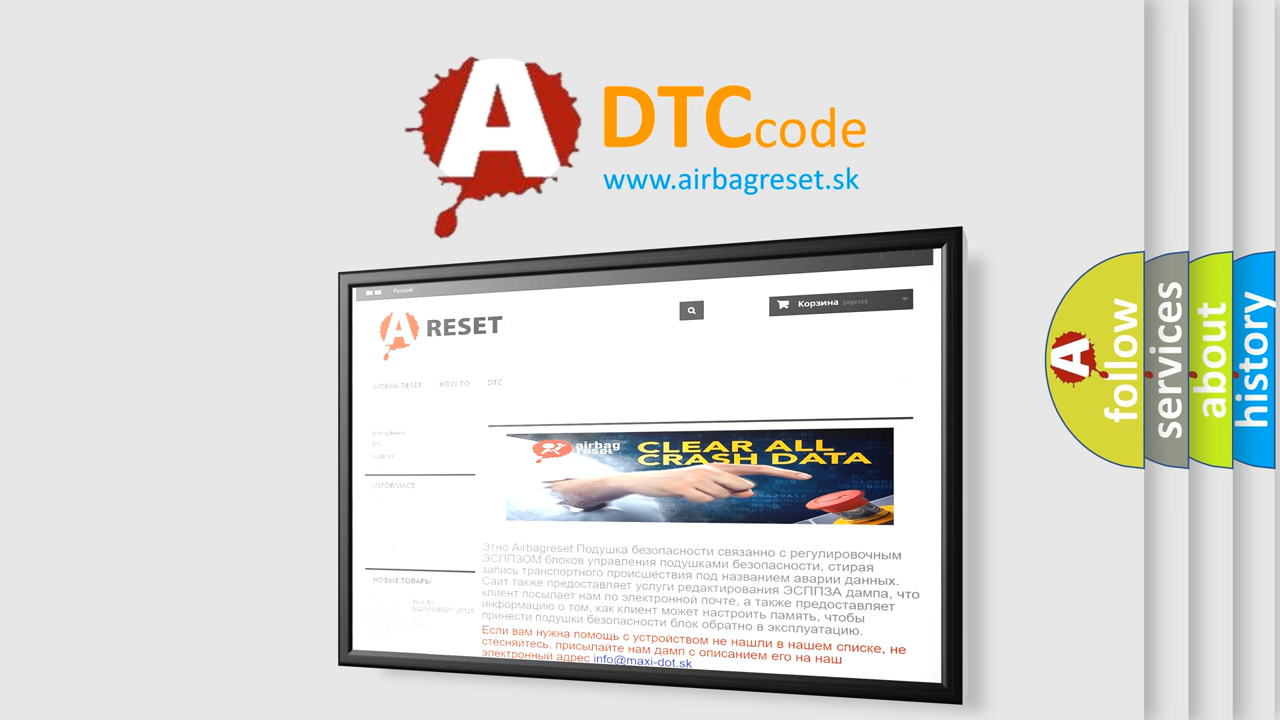 A DTC code
www.airbagreset.sk
Русский
A RESET
Корзина (пусто)
AIRBAG RESET HOW TO DTC
INFORMACE
airbag
reset
CLEAR ALL
CRASH DATA
Этно Airbagreset Подушка безопасности связанно с регулировочным
ЭСППЗОМ блоков управления подушками безопасности, стирая
запись транспортного происшествия под названием аварии данных.
Сайт также предоставляет услуги редактирования ЭСППЗА дампа, что
клиент посылает нам по электронной почте, а также предоставляет
информацию о том, как клиент может настроить память, чтобы
принести подушки безопасности блок обратно в эксплуатацию.
Если вам нужна помощь с устройством не нашли в нашем списке, не
стесняйтесь, присылайте нам дамп с описанием его на наш
электронный адрес info@maxi-dot.sk
НОВЫЕ ТОВАРЫ
A follow
services
about
history